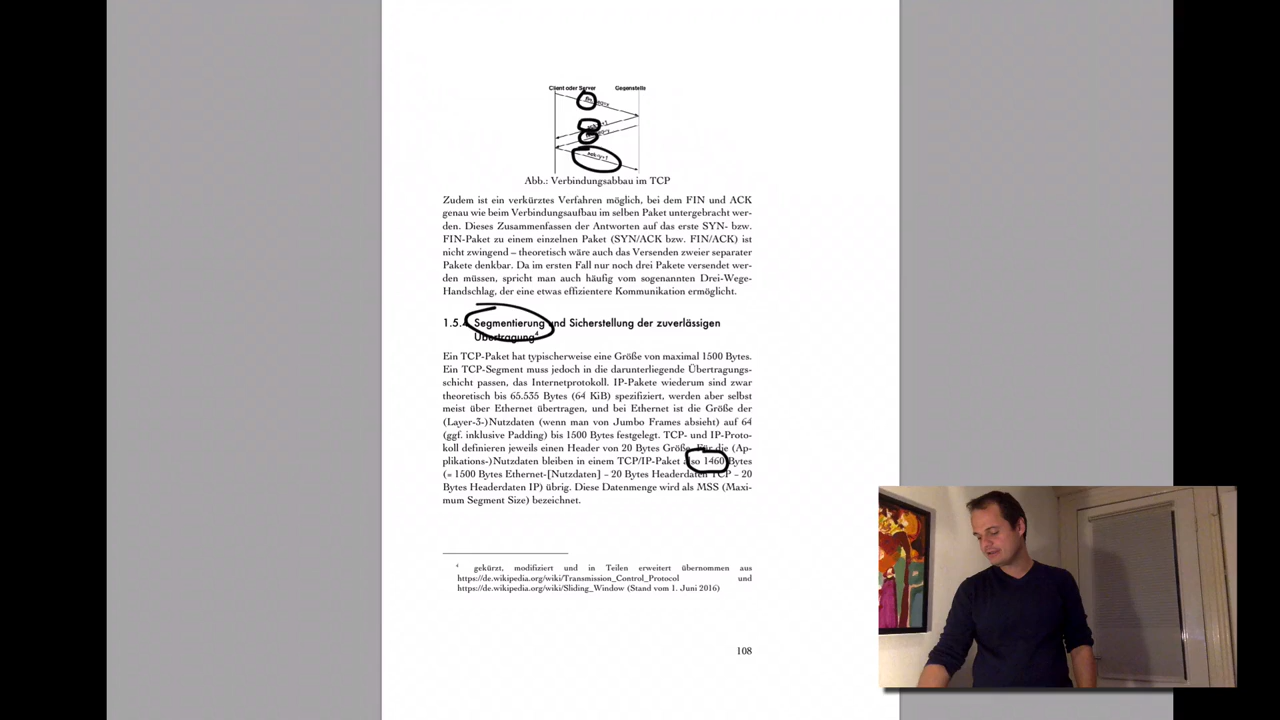 Client oder Server Gegenstelle
Abb.: Verbindungsabbau im TCP
Zudem ist ein verkürztes Verfahren möglich, bei dem FIN und ACK
genau wie beim Verbindungsaufbau im selben Paket untergebracht wer-
den. Dieses Zusammenfassen der Antworten auf das erste SYN- bzw.
FIN-Paket zu einem einzelnen Paket (SYN/ACK bzw. FIN/ACK) ist
nicht zwingend – theoretisch wäre auch das Versenden zweier separater
Pakete denkbar. Da im ersten Fall nur noch drei Pakete versendet wer-
den müssen, spricht man auch häufig vom sogenannten Drei-Wege-
Handschlag, der eine etwas effizientere Kommunikation ermöglicht.
1.5.4 Segmentierung und Sicherstellung der zuverlässigen
Übertragung4
Ein TCP-Paket hat typischerweise eine Größe von maximal 1500 Bytes.
Ein TCP-Segment muss jedoch in die darunterliegende Übertragungs-
schicht passen, das Internetprotokoll. IP-Pakete wiederum sind zwar
theoretisch bis 65.535 Bytes (64 KiB) spezifiziert, werden aber selbst
meist über Ethernet übertragen, und bei Ethernet ist die Größe der
(Layer-3-)Nutzdaten (wenn man von Jumbo Frames absieht) auf 64
(ggf. inklusive Padding) bis 1500 Bytes festgelegt. TCP- und IP-Proto-
koll definieren jeweils einen Header von 20 Bytes Größe. Für die (Ap-
plikations-)Nutzdaten bleiben in einem TCP/IP-Paket also 1460 Bytes
(= 1500 Bytes Ethernet-[Nutzdaten] – 20 Bytes Headerdaten TCP – 20
Bytes Headerdaten IP) übrig. Diese Datenmenge wird als MSS (Maxi-
mum Segment Size) bezeichnet.
4 gekürzt, modifiziert und in Teilen erweitert übernommen aus
https://de.wikipedia.org/wiki/Transmission_Control_Protocol und
https://de.wikipedia.org/wiki/Sliding_Window (Stand vom 1. Juni 2016)
108